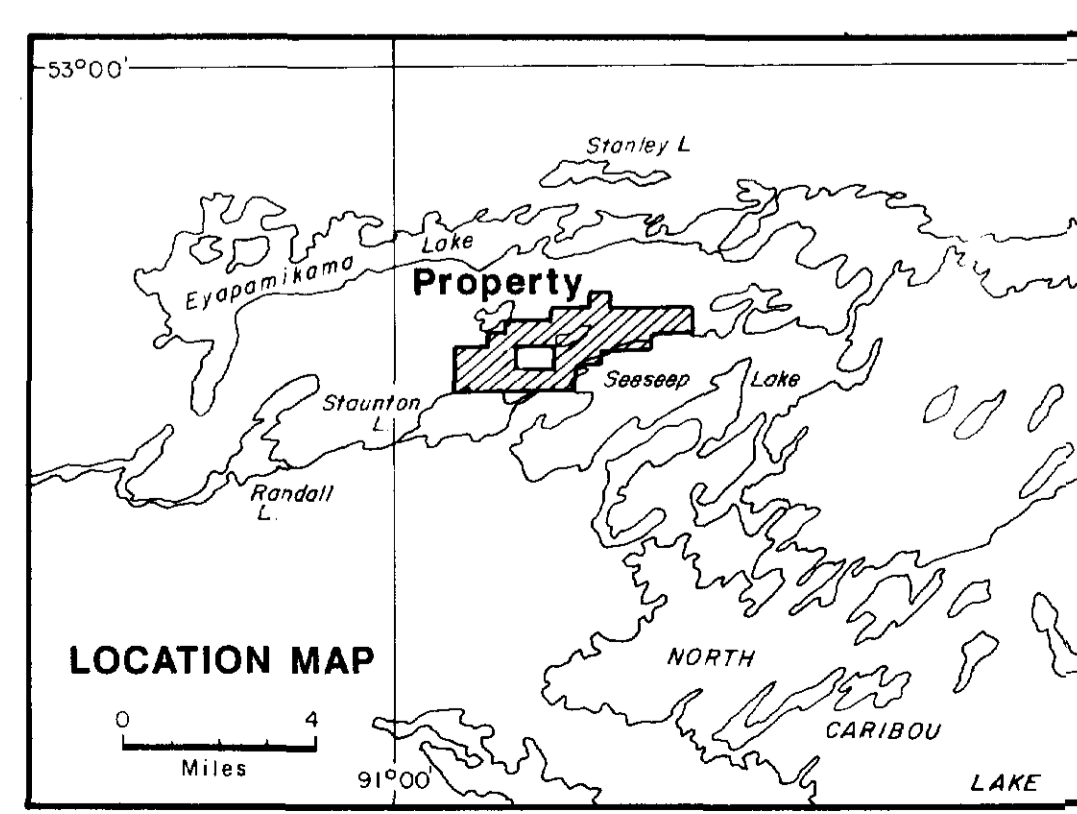 53°00'
Stanley L
Eyapamikama Lake
Property
Seeseep Lake
Staunton
L.
Randall
L.
LOCATION MAP
NORTH
CARIBOU
LAKE
0 4
Miles
91°00'